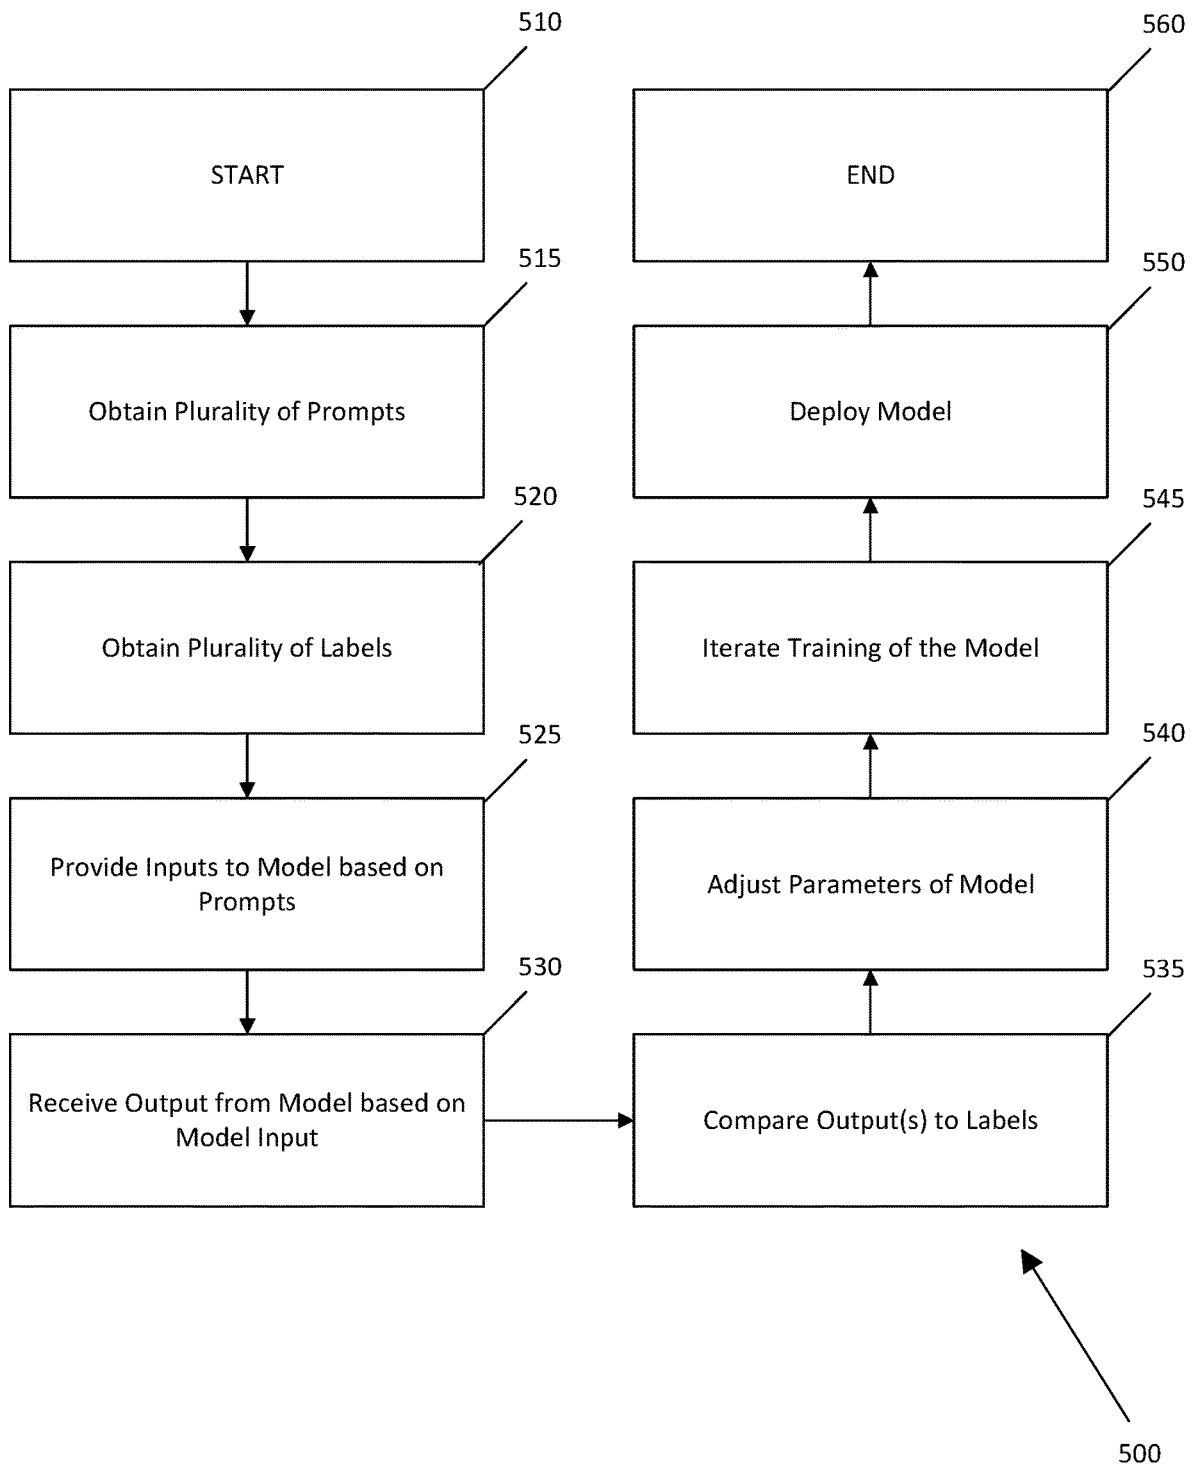 510
START
515
Obtain Plurality of Prompts
520
Obtain Plurality of Labels
525
Provide Inputs to Model based on
Prompts
530
Receive Output from Model based on
Model Input
535
Compare Output(s) to Labels
540
Adjust Parameters of Model
545
Iterate Training of the Model
550
Deploy Model
560
END
500